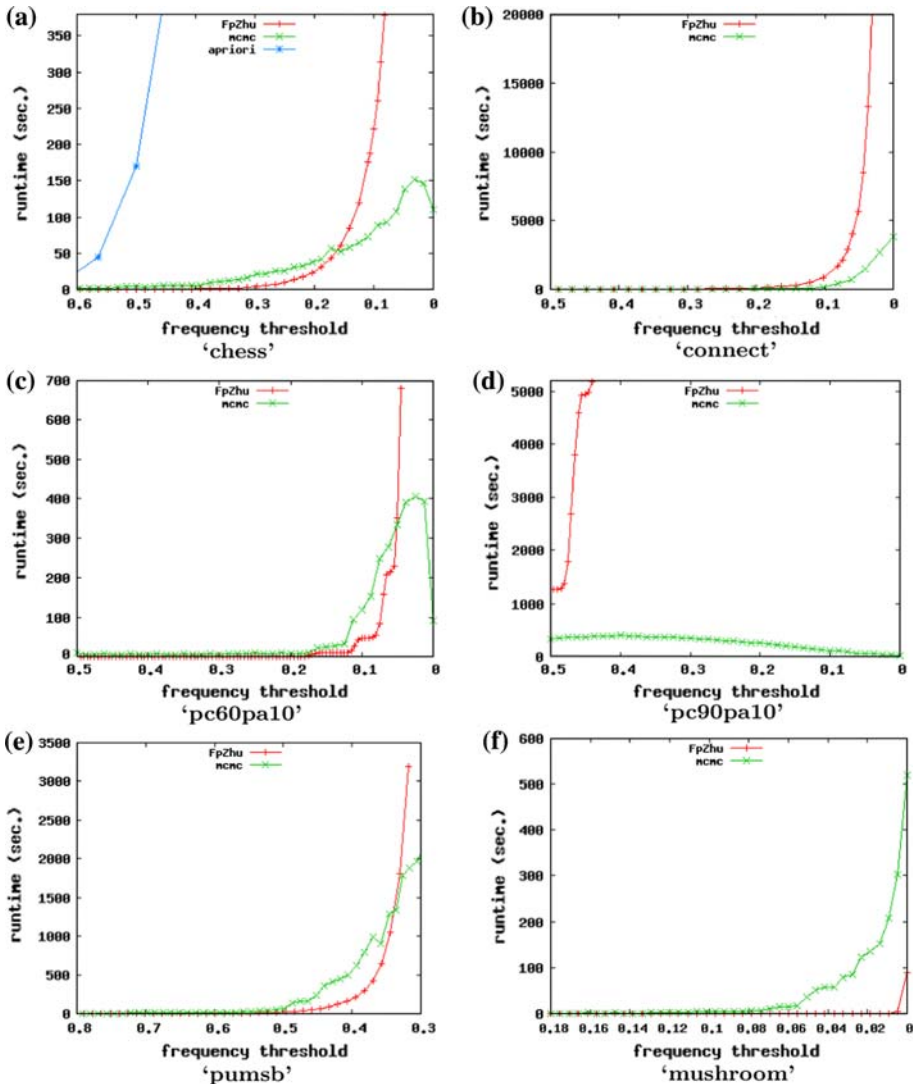 (a)
FpZhu
mcmc
apriori
350
300
250
200
150
100
50
0
runtime (sec.)
0.6 0.5 0.4 0.3 0.2 0.1 0
frequency threshold
‘chess’
(b)
FpZhu
mcmc
20000
15000
10000
5000
0
runtime (sec.)
0.5 0.4 0.3 0.2 0.1 0
frequency threshold
‘connect’
(c)
FpZhu
mcmc
700
600
500
400
300
200
100
0
runtime (sec.)
0.5 0.4 0.3 0.2 0.1 0
frequency threshold
‘pc60pa10’
(d)
FpZhu
mcmc
5000
4000
3000
2000
1000
0
runtime (sec.)
0.5 0.4 0.3 0.2 0.1 0
frequency threshold
‘pc90pa10’
(e)
FpZhu
mcmc
3500
3000
2500
2000
1500
1000
500
0
runtime (sec.)
0.8 0.7 0.6 0.5 0.4 0.3
frequency threshold
‘pumsb’
(f)
FpZhu
mcmc
600
500
400
300
200
100
0
runtime (sec.)
0.18 0.16 0.14 0.12 0.1 0.08 0.06 0.04 0.02 0
frequency threshold
‘mushroom’